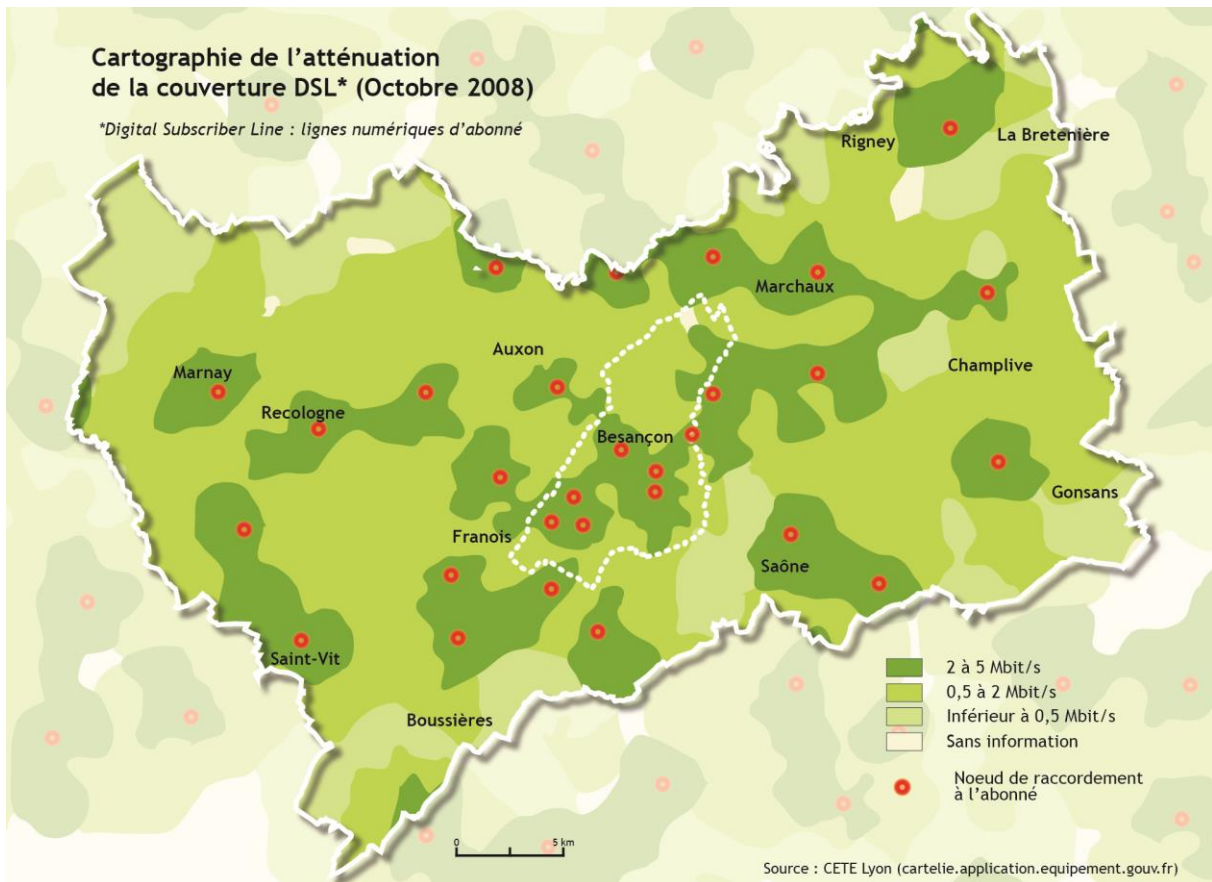 Cartographie de l'atténuation
de la couverture DSL* (Octobre 2008)
*Digital Subscriber Line : lignes numériques d'abonné
Rigney
La Bretenière
Marchaux
Auxon
Marnay
Champlive
Recologne
Besançon
Gonsans
Franois
Saône
Saint-Vit
Boussières
2 à 5 Mbit/s
0,5 à 2 Mbit/s
Inférieur à 0,5 Mbit/s
Sans information
Noeud de raccordement
à l'abonné
0 5 km
Source : CETE Lyon (cartelie.application.equipement.gouv.fr)